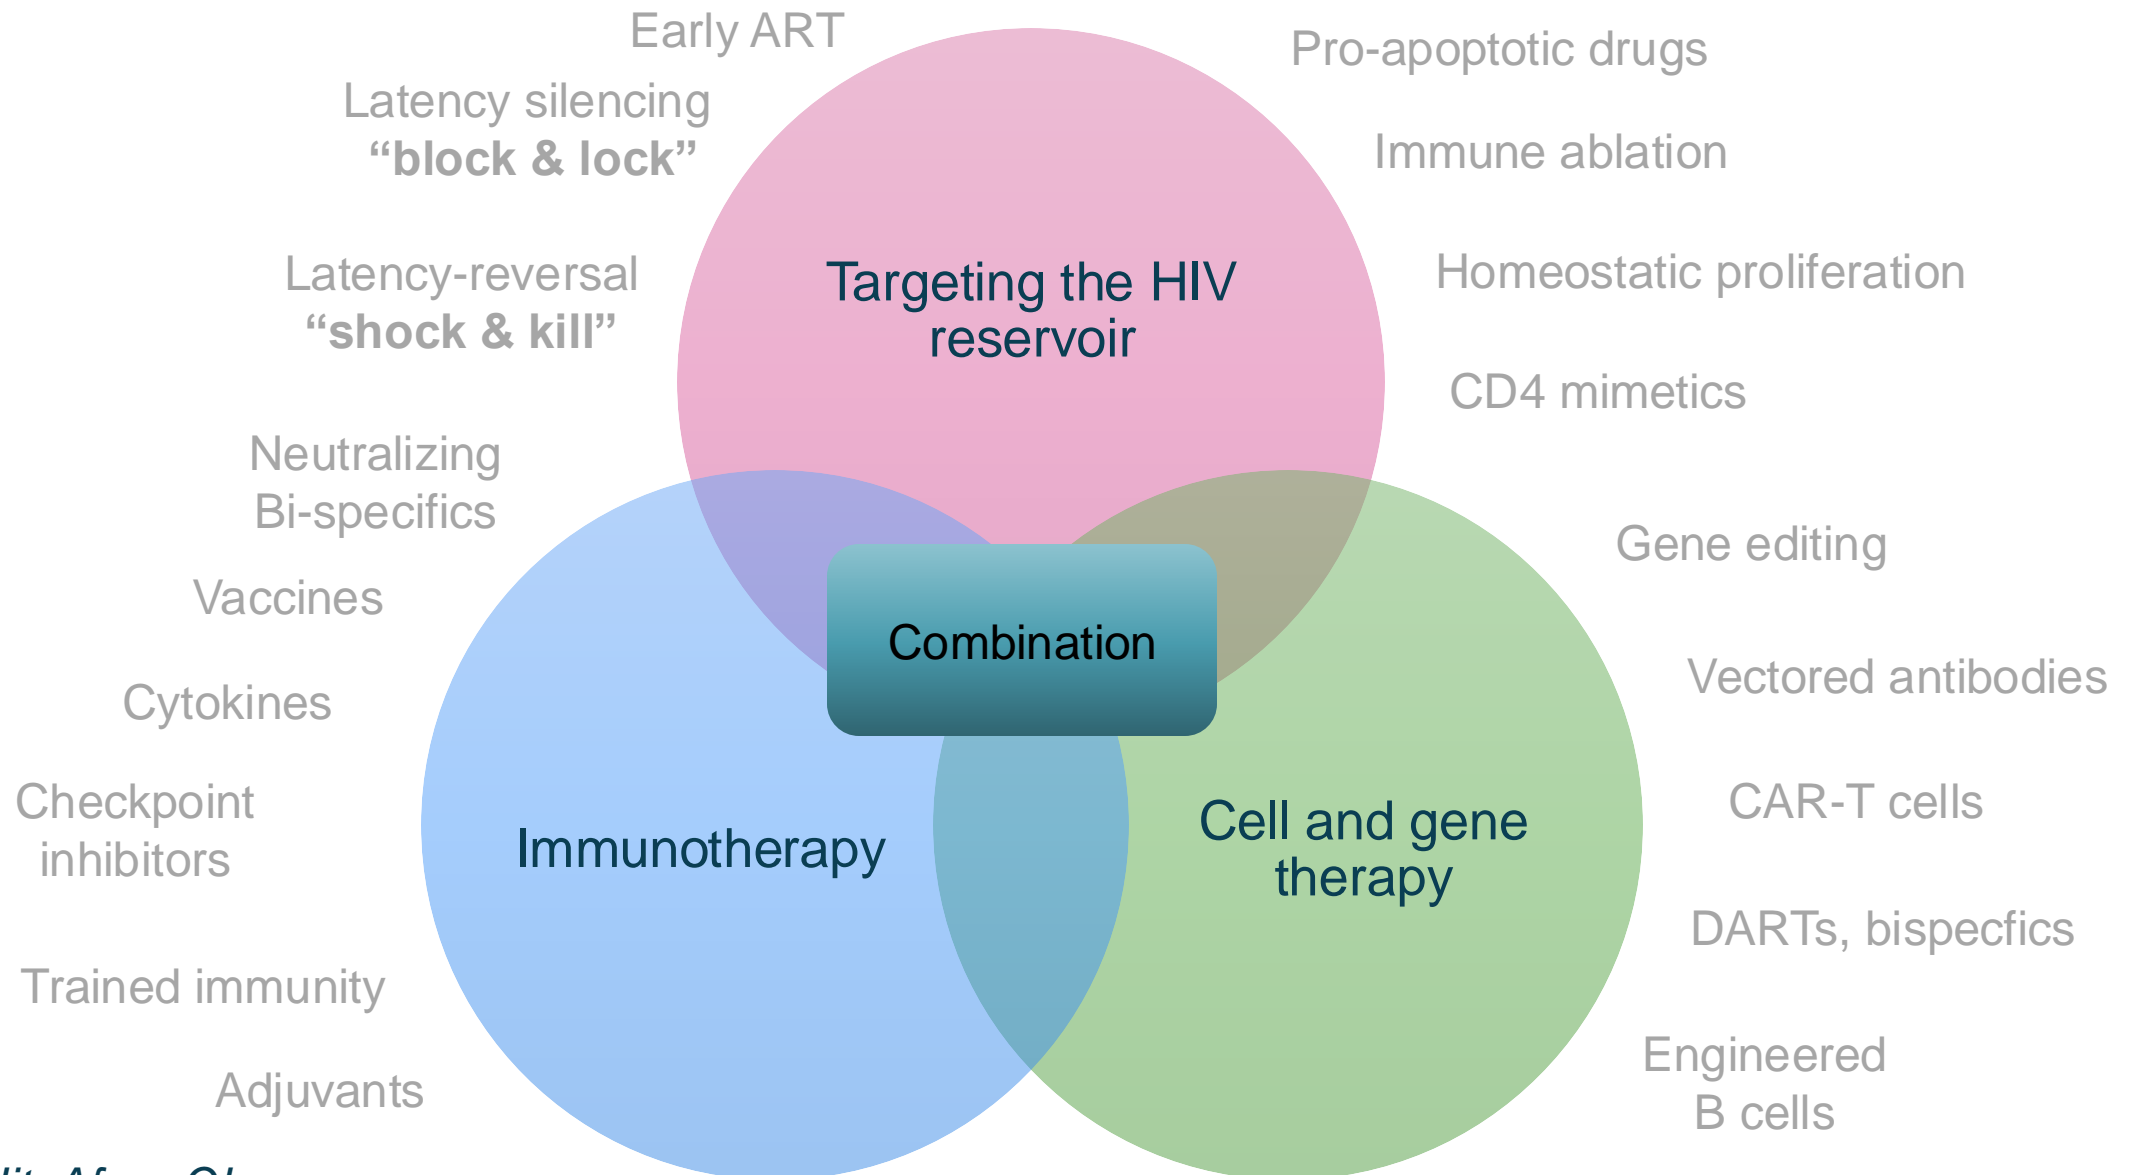 Early ART
Latency silencing
“block & lock”
Latency-reversal
“shock & kill”
Neutralizing
Bi-specifics
Vaccines
Cytokines
Checkpoint
inhibitors
Trained immunity
Adjuvants
Targeting the HIV
reservoir
Combination
Immunotherapy
Cell and gene
therapy
Pro-apoptotic drugs
Immune ablation
Homeostatic proliferation
CD4 mimetics
Gene editing
Vectored antibodies
CAR-T cells
DARTs, bispecfics
Engineered
B cells